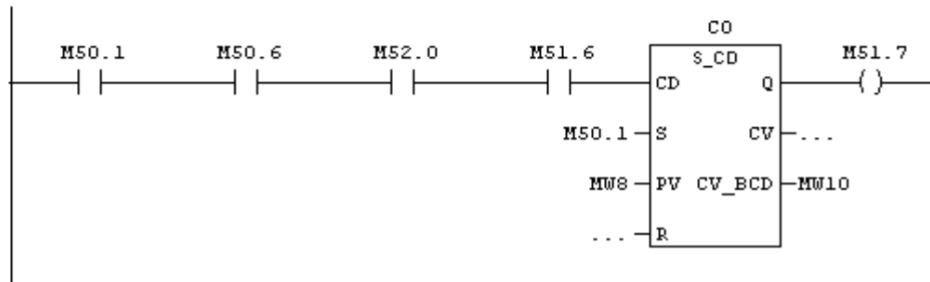 C0
M50.1 M50.6 M52.0 M51.6 S_CD M51.7
CD Q
M50.1 S CV ...
MW8 PV CV_BCD MW10
... R